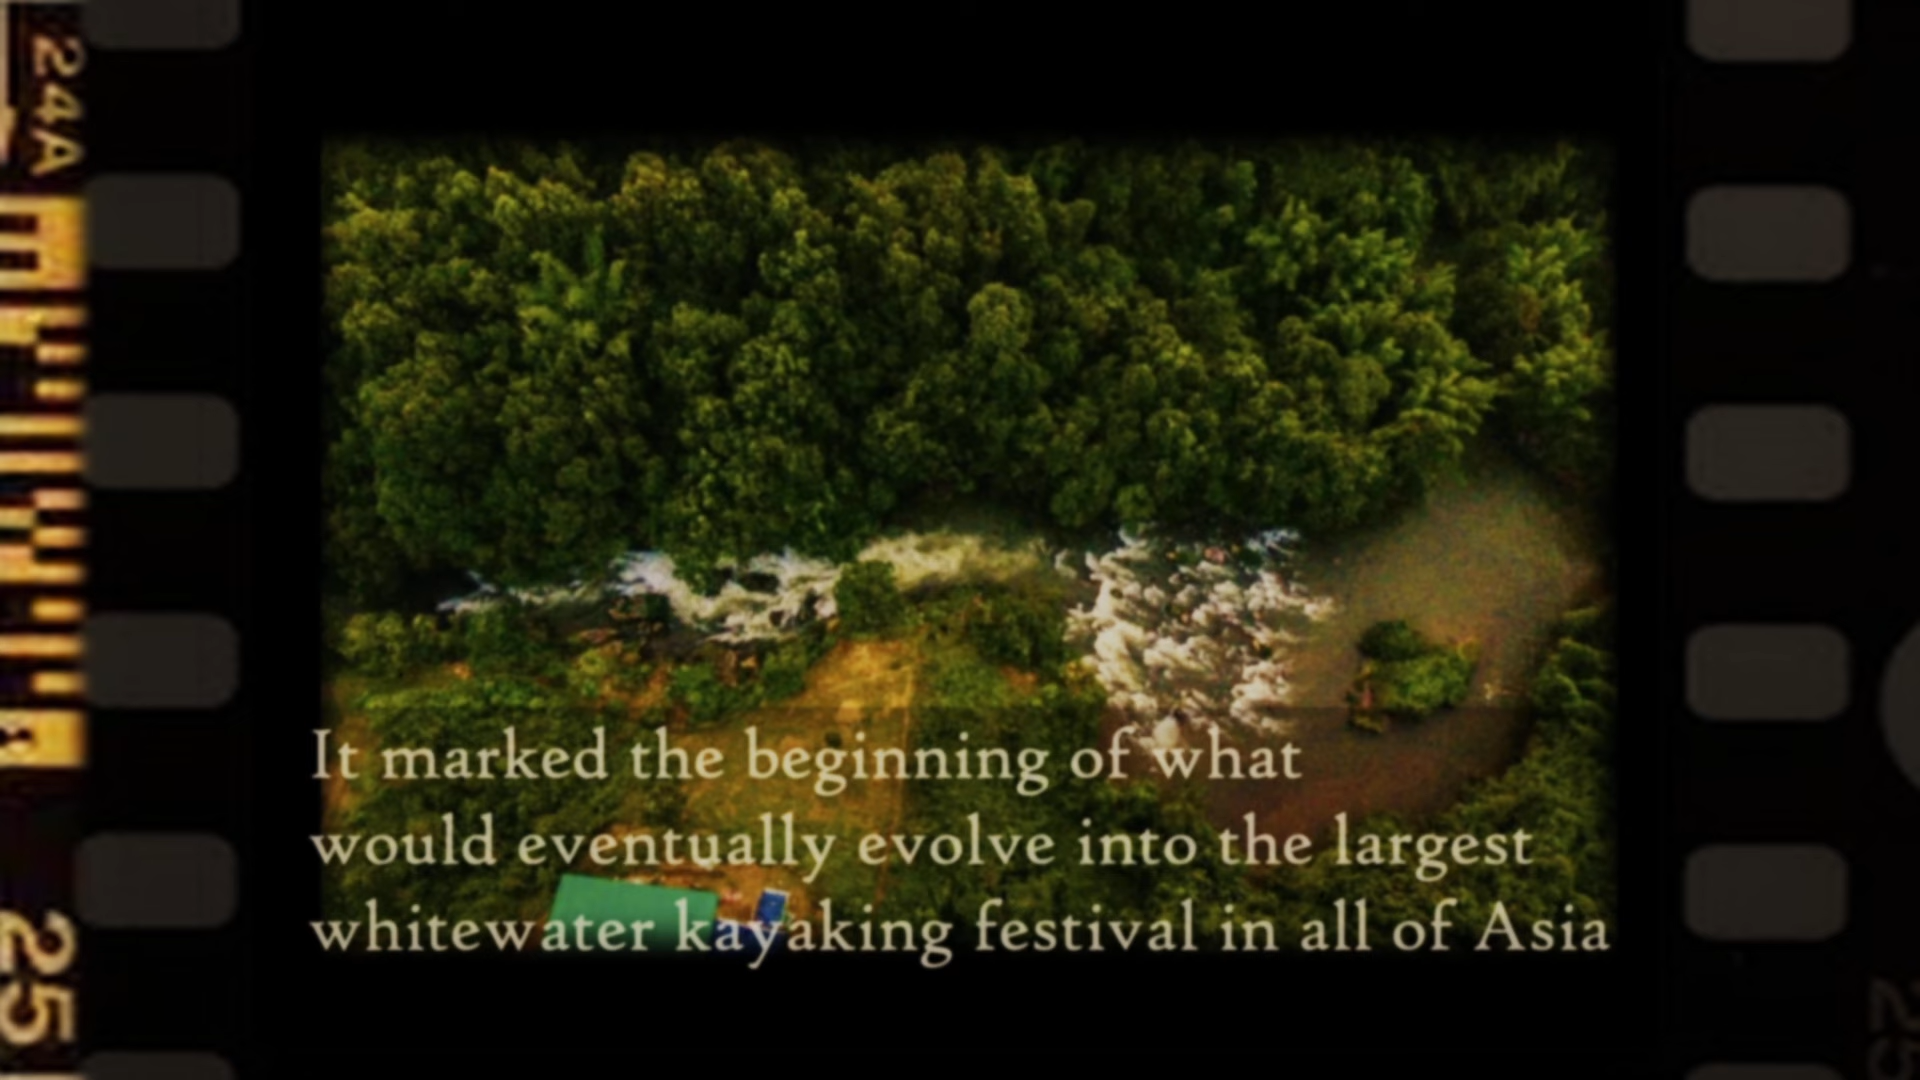 24A
It marked the beginning of what
would eventually evolve into the largest
whitewater kayaking festival in all of Asia
25
25